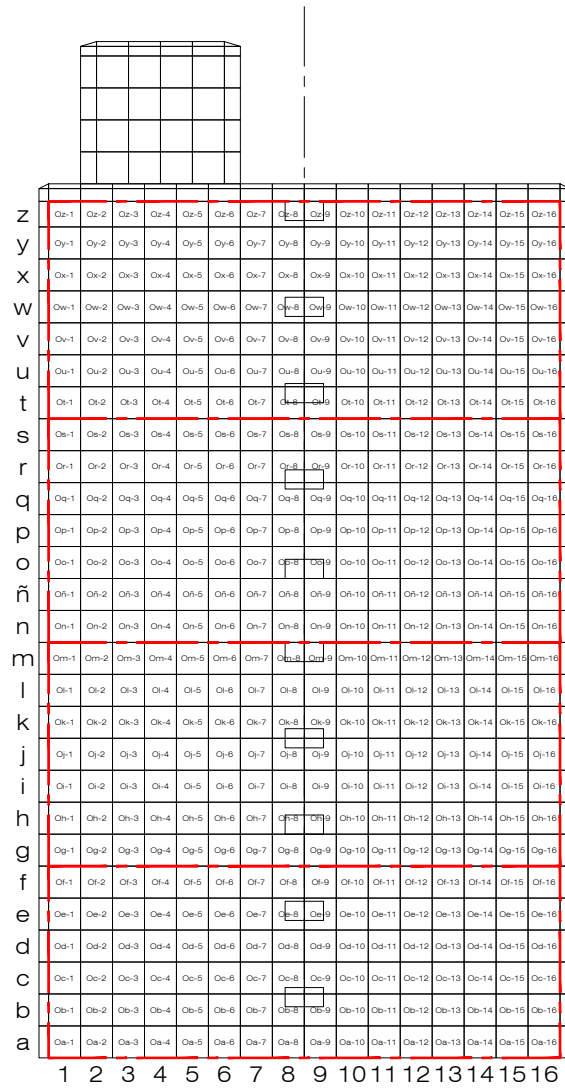 z Oz-1 Oz-2 Oz-3 Oz-4 Oz-5 Oz-6 Oz-7 Oz-8 Oz-9 Oz-10 Oz-11 Oz-12 Oz-13 Oz-14 Oz-15 Oz-16
y Oy-1 Oy-2 Oy-3 Oy-4 Oy-5 Oy-6 Oy-7 Oy-8 Oy-9 Oy-10 Oy-11 Oy-12 Oy-13 Oy-14 Oy-15 Oy-16
x Ox-1 Ox-2 Ox-3 Ox-4 Ox-5 Ox-6 Ox-7 Ox-8 Ox-9 Ox-10 Ox-11 Ox-12 Ox-13 Ox-14 Ox-15 Ox-16
w Ow-1 Ow-2 Ow-3 Ow-4 Ow-5 Ow-6 Ow-7 Ow-8 Ow-9 Ow-10 Ow-11 Ow-12 Ow-13 Ow-14 Ow-15 Ow-16
v Ov-1 Ov-2 Ov-3 Ov-4 Ov-5 Ov-6 Ov-7 Ov-8 Ov-9 Ov-10 Ov-11 Ov-12 Ov-13 Ov-14 Ov-15 Ov-16
u Ou-1 Ou-2 Ou-3 Ou-4 Ou-5 Ou-6 Ou-7 Ou-8 Ou-9 Ou-10 Ou-11 Ou-12 Ou-13 Ou-14 Ou-15 Ou-16
t Ot-1 Ot-2 Ot-3 Ot-4 Ot-5 Ot-6 Ot-7 Ot-8 Ot-9 Ot-10 Ot-11 Ot-12 Ot-13 Ot-14 Ot-15 Ot-16
s Os-1 Os-2 Os-3 Os-4 Os-5 Os-6 Os-7 Os-8 Os-9 Os-10 Os-11 Os-12 Os-13 Os-14 Os-15 Os-16
r Or-1 Or-2 Or-3 Or-4 Or-5 Or-6 Or-7 Or-8 Or-9 Or-10 Or-11 Or-12 Or-13 Or-14 Or-15 Or-16
q Oq-1 Oq-2 Oq-3 Oq-4 Oq-5 Oq-6 Oq-7 Oq-8 Oq-9 Oq-10 Oq-11 Oq-12 Oq-13 Oq-14 Oq-15 Oq-16
p Op-1 Op-2 Op-3 Op-4 Op-5 Op-6 Op-7 Op-8 Op-9 Op-10 Op-11 Op-12 Op-13 Op-14 Op-15 Op-16
o Oo-1 Oo-2 Oo-3 Oo-4 Oo-5 Oo-6 Oo-7 Oo-8 Oo-9 Oo-10 Oo-11 Oo-12 Oo-13 Oo-14 Oo-15 Oo-16
ñ Oñ-1 Oñ-2 Oñ-3 Oñ-4 Oñ-5 Oñ-6 Oñ-7 Oñ-8 Oñ-9 Oñ-10 Oñ-11 Oñ-12 Oñ-13 Oñ-14 Oñ-15 Oñ-16
n On-1 On-2 On-3 On-4 On-5 On-6 On-7 On-8 On-9 On-10 On-11 On-12 On-13 On-14 On-15 On-16
m Om-1 Om-2 Om-3 Om-4 Om-5 Om-6 Om-7 Om-8 Om-9 Om-10 Om-11 Om-12 Om-13 Om-14 Om-15 Om-16
l Ol-1 Ol-2 Ol-3 Ol-4 Ol-5 Ol-6 Ol-7 Ol-8 Ol-9 Ol-10 Ol-11 Ol-12 Ol-13 Ol-14 Ol-15 Ol-16
k Ok-1 Ok-2 Ok-3 Ok-4 Ok-5 Ok-6 Ok-7 Ok-8 Ok-9 Ok-10 Ok-11 Ok-12 Ok-13 Ok-14 Ok-15 Ok-16
j Oj-1 Oj-2 Oj-3 Oj-4 Oj-5 Oj-6 Oj-7 Oj-8 Oj-9 Oj-10 Oj-11 Oj-12 Oj-13 Oj-14 Oj-15 Oj-16
i Oi-1 Oi-2 Oi-3 Oi-4 Oi-5 Oi-6 Oi-7 Oi-8 Oi-9 Oi-10 Oi-11 Oi-12 Oi-13 Oi-14 Oi-15 Oi-16
h Oh-1 Oh-2 Oh-3 Oh-4 Oh-5 Oh-6 Oh-7 Oh-8 Oh-9 Oh-10 Oh-11 Oh-12 Oh-13 Oh-14 Oh-15 Oh-16
g Og-1 Og-2 Og-3 Og-4 Og-5 Og-6 Og-7 Og-8 Og-9 Og-10 Og-11 Og-12 Og-13 Og-14 Og-15 Og-16
f Of-1 Of-2 Of-3 Of-4 Of-5 Of-6 Of-7 Of-8 Of-9 Of-10 Of-11 Of-12 Of-13 Of-14 Of-15 Of-16
e Oe-1 Oe-2 Oe-3 Oe-4 Oe-5 Oe-6 Oe-7 Oe-8 Oe-9 Oe-10 Oe-11 Oe-12 Oe-13 Oe-14 Oe-15 Oe-16
d Od-1 Od-2 Od-3 Od-4 Od-5 Od-6 Od-7 Od-8 Od-9 Od-10 Od-11 Od-12 Od-13 Od-14 Od-15 Od-16
c Oc-1 Oc-2 Oc-3 Oc-4 Oc-5 Oc-6 Oc-7 Oc-8 Oc-9 Oc-10 Oc-11 Oc-12 Oc-13 Oc-14 Oc-15 Oc-16
b Ob-1 Ob-2 Ob-3 Ob-4 Ob-5 Ob-6 Ob-7 Ob-8 Ob-9 Ob-10 Ob-11 Ob-12 Ob-13 Ob-14 Ob-15 Ob-16
a Oa-1 Oa-2 Oa-3 Oa-4 Oa-5 Oa-6 Oa-7 Oa-8 Oa-9 Oa-10 Oa-11 Oa-12 Oa-13 Oa-14 Oa-15 Oa-16
1 2 3 4 5 6 7 8 9 10 11 12 13 14 15 16